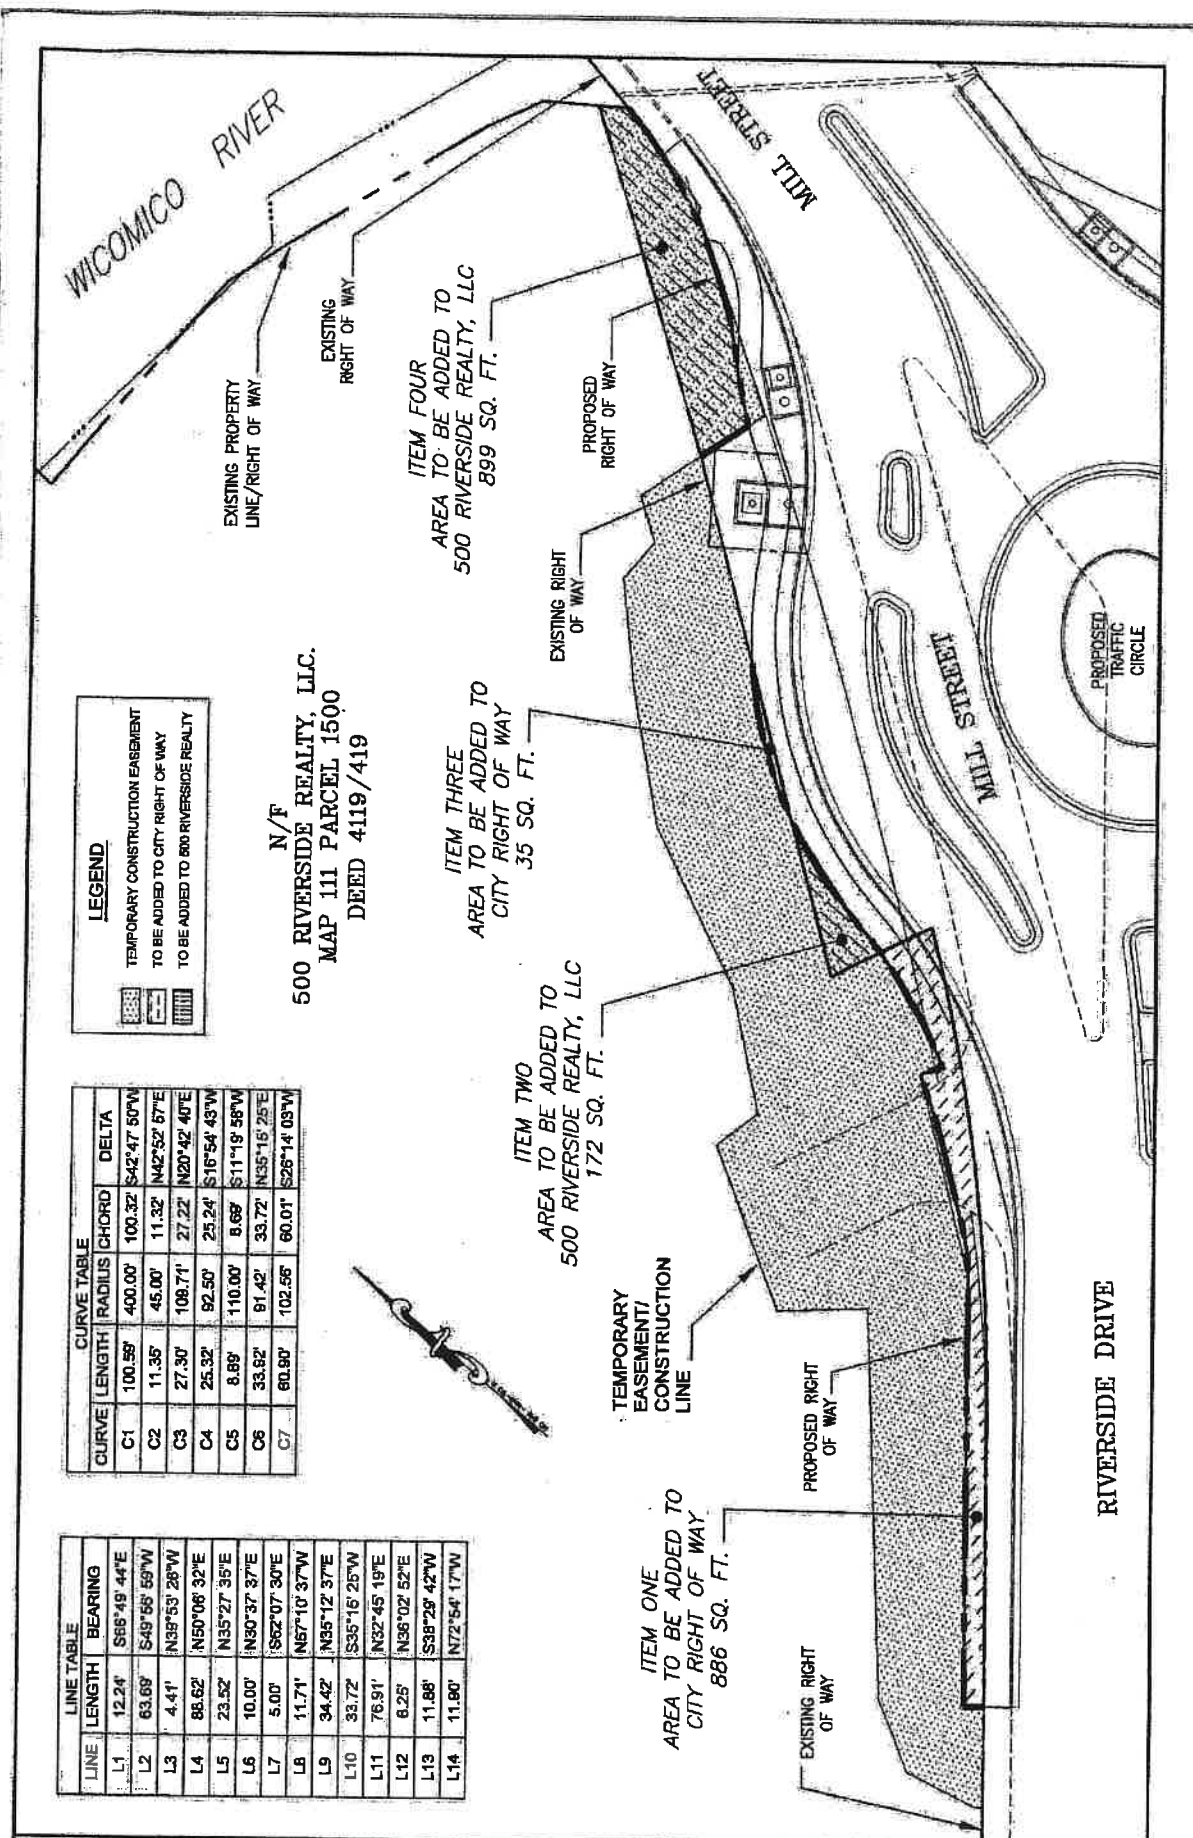 LINE TABLE
LINE LENGTH BEARING
L1 12.24' S66°49' 44"E
L2 63.69' S49°56' 59"W
L3 4.41' N39°53' 26"W
L4 88.62' N50°06' 32"E
L5 23.52' N35°27' 35"E
L6 10.00' N30°37' 37"E
L7 5.00' S62°07' 30"E
L8 11.71' N67°10' 37"W
L9 34.42' N35°12' 37"E
L10 33.72' S35°16' 25"W
L11 76.91' N32°45' 19"E
L12 6.25' N36°02' 52"E
L13 11.88' S38°29' 42"W
L14 11.90' N72°54' 17"W
CURVE TABLE
CURVE LENGTH RADIUS CHORD DELTA
C1 100.59' 400.00' 100.32' S42°47' 50"W
C2 11.35' 45.00' 11.32' N42°52' 57"E
C3 27.30' 109.71' 27.22' N20°42' 40"E
C4 25.32' 92.50' 25.24' S16°54' 43"W
C5 8.89' 110.00' 8.69' S11°19' 58"W
C6 33.92' 91.42' 33.72' N35°15' 25"E
C7 60.90' 102.56' 60.01' S26°14' 03"W
LEGEND
TEMPORARY CONSTRUCTION EASEMENT
TO BE ADDED TO CITY RIGHT OF WAY
TO BE ADDED TO 500 RIVERSIDE REALTY
WICOMICO RIVER
EXISTING PROPERTY
LINE/RIGHT OF WAY
EXISTING
RIGHT OF WAY
N/F
500 RIVERSIDE REALTY, LLC.
MAP 111 PARCEL 1500
DEED 4119/419
ITEM FOUR
AREA TO BE ADDED TO
500 RIVERSIDE REALTY, LLC
899 SQ. FT.
ITEM THREE
AREA TO BE ADDED TO
CITY RIGHT OF WAY
35 SQ. FT.
ITEM TWO
AREA TO BE ADDED TO
500 RIVERSIDE REALTY, LLC
172 SQ. FT.
ITEM ONE
AREA TO BE ADDED TO
CITY RIGHT OF WAY
886 SQ. FT.
TEMPORARY
EASEMENT/
CONSTRUCTION
LINE
EXISTING RIGHT
OF WAY
PROPOSED
RIGHT OF WAY
PROPOSED RIGHT
OF WAY
EXISTING RIGHT
OF WAY
MILL STREET
MILL STREET
PROPOSED
TRAFFIC
CIRCLE
RIVERSIDE DRIVE